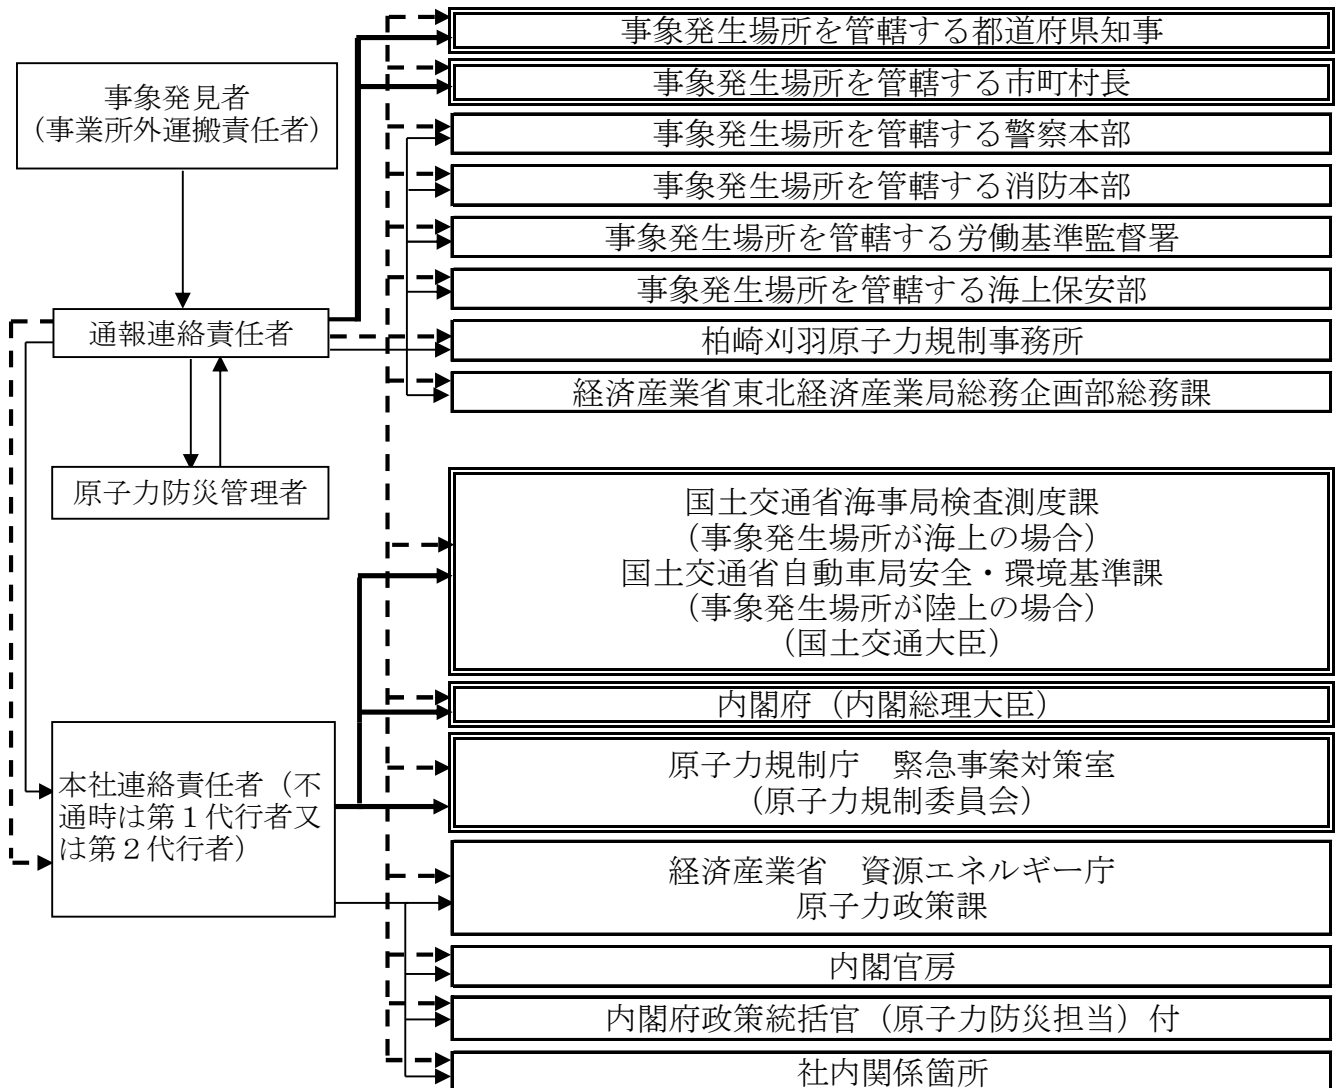 事象発生場所を管轄する都道府県知事
事象発生場所を管轄する市町村長
事象発見者
（事業所外運搬責任者）
事象発生場所を管轄する警察本部
事象発生場所を管轄する消防本部
事象発生場所を管轄する労働基準監督署
事象発生場所を管轄する海上保安部
通報連絡責任者
柏崎刈羽原子力規制事務所
経済産業省東北経済産業局総務企画部総務課
原子力防災管理者
国土交通省海事局検査測度課
（事象発生場所が海上の場合）
国土交通省自動車局安全・環境基準課
（事象発生場所が陸上の場合）
（国土交通大臣）
内閣府（内閣総理大臣）
本社連絡責任者（不
通時は第１代行者又
は第２代行者）
原子力規制庁　緊急事案対策室
（原子力規制委員会）
経済産業省　資源エネルギー庁
原子力政策課
内閣官房
内閣府政策統括官（原子力防災担当）付
社内関係箇所